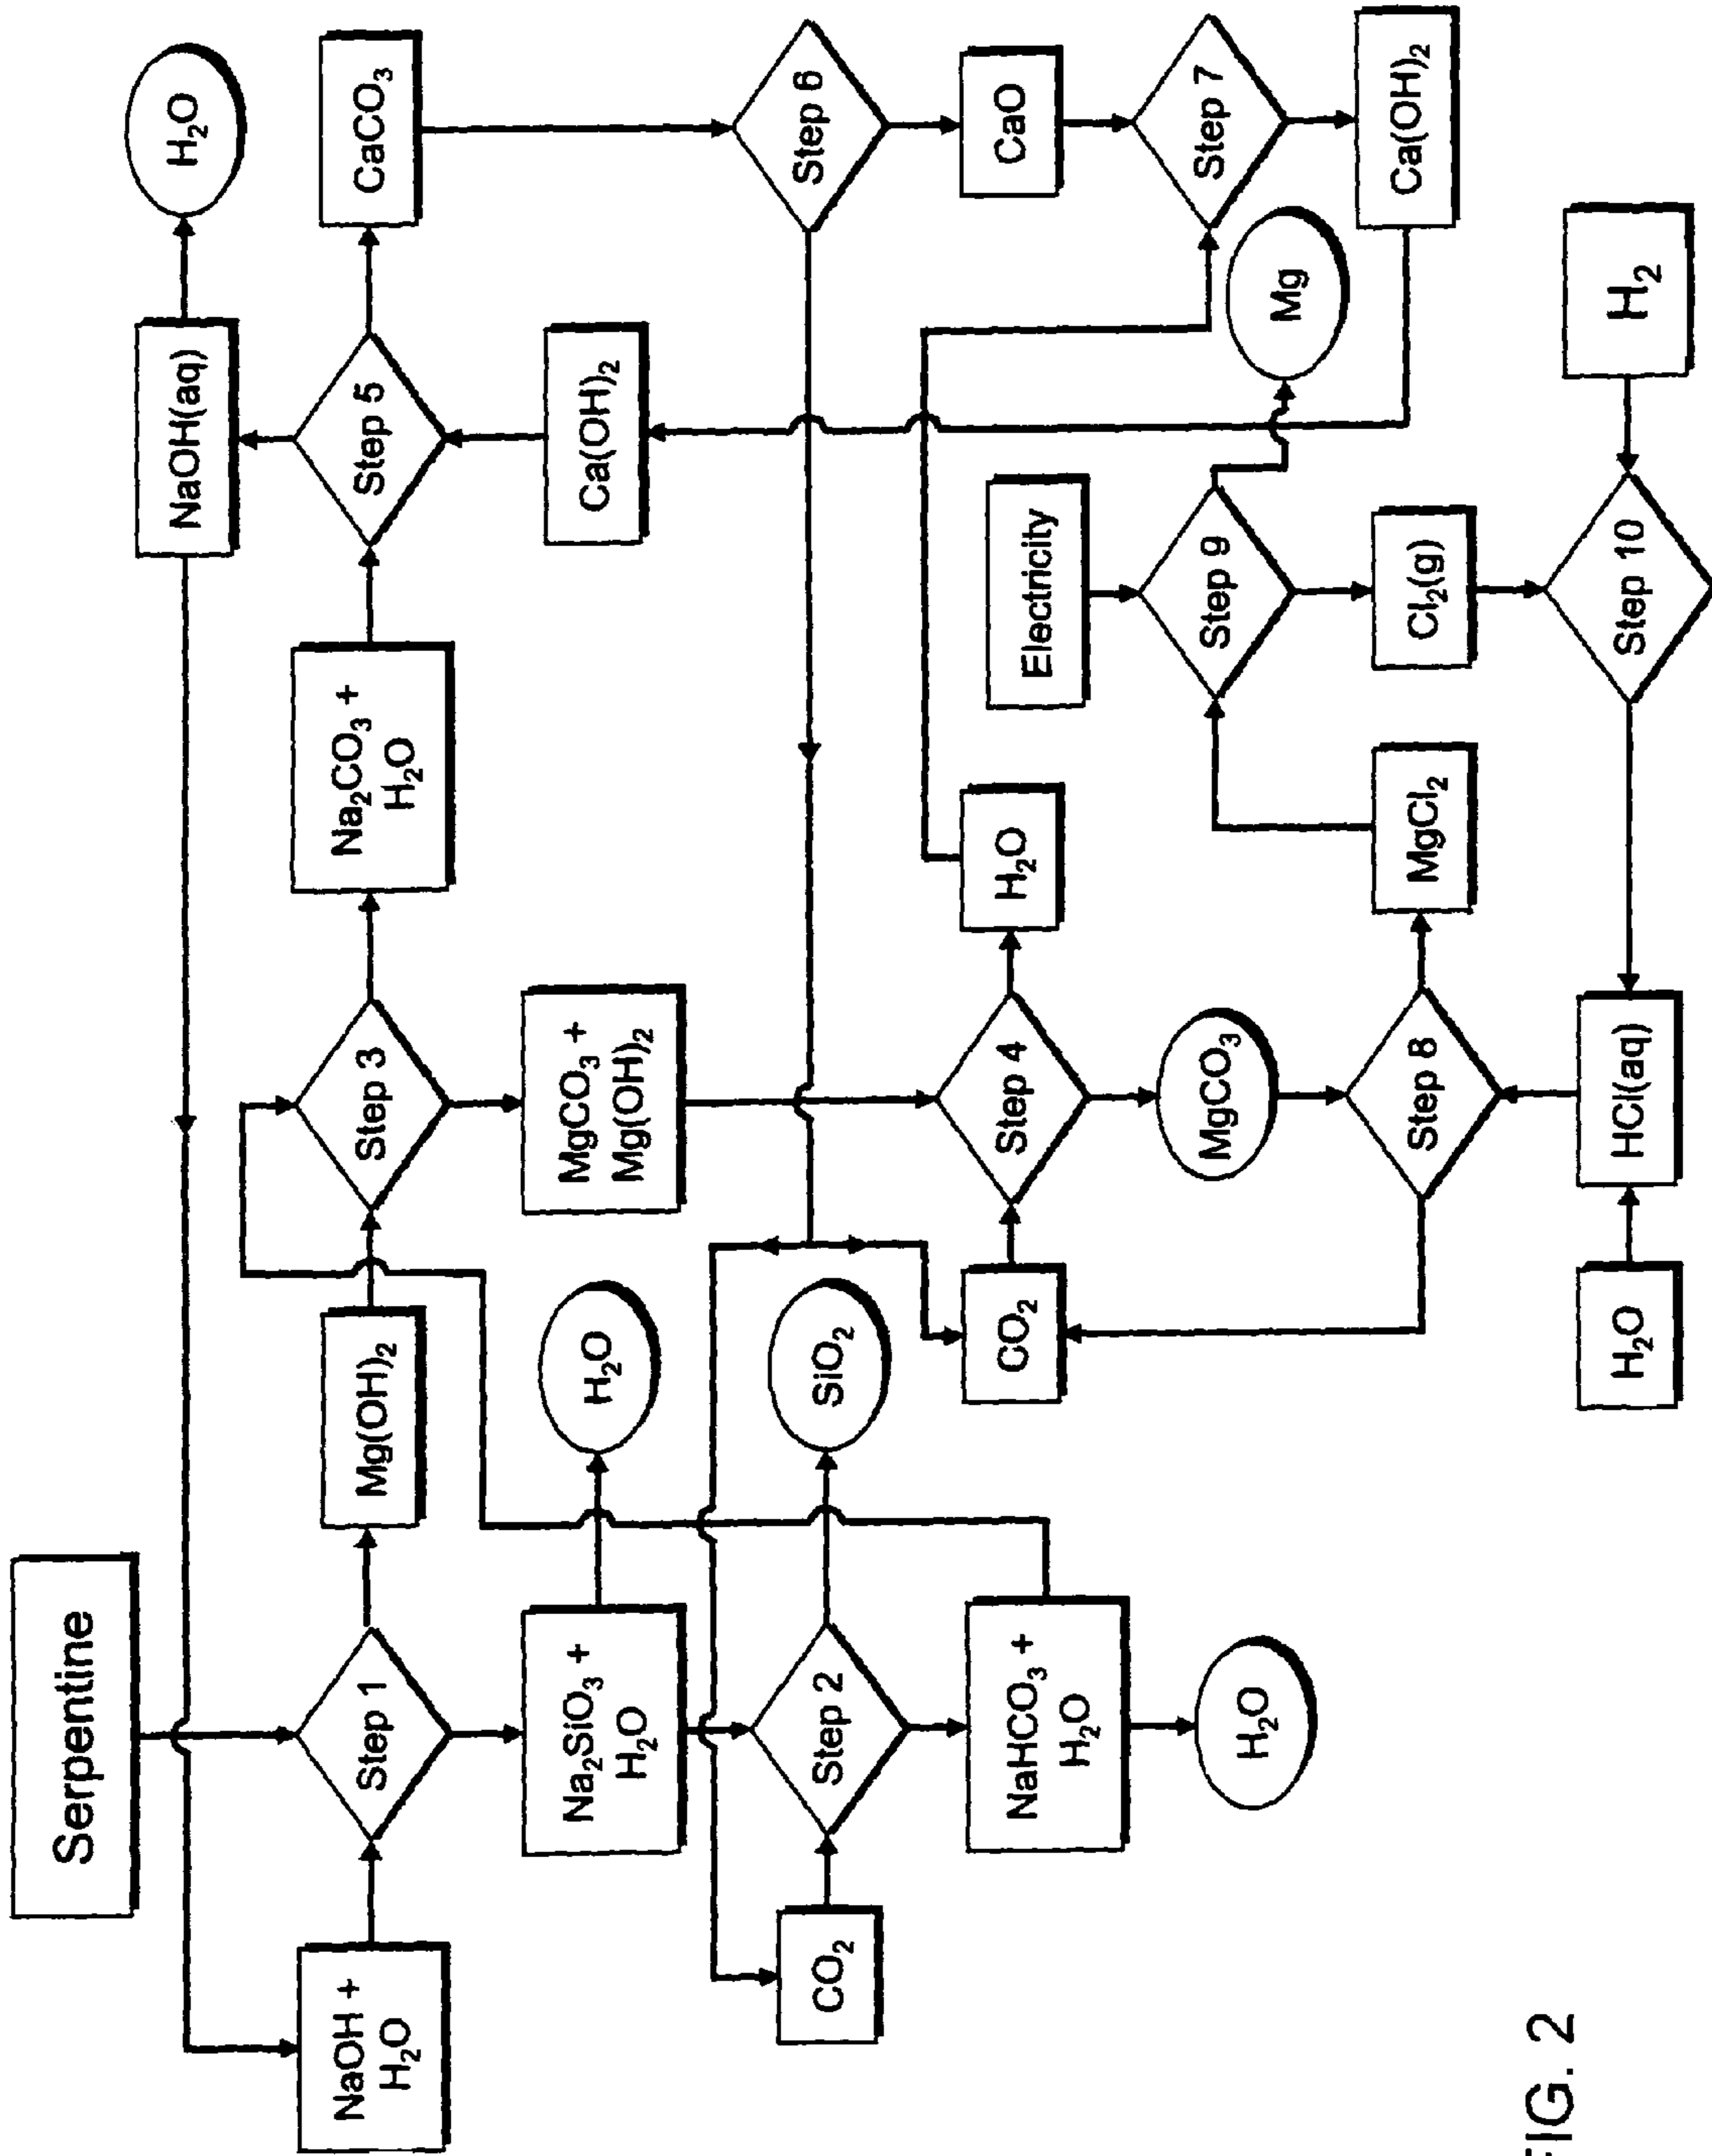 Serpentine
NaOH +
H₂O
Step 1
Mg(OH)₂
Step 3
Na₂CO₃ +
H₂O
Step 5
NaOH(aq)
H₂O
CaCO₃
Na₂SiO₃ +
H₂O
H₂O
MgCO₃ +
Mg(OH)₂
Ca(OH)₂
CO₂
Step 2
SiO₂
Step 6
NaHCO₃ +
H₂O
CO₂
Step 4
H₂O
Electricity
CaO
H₂O
MgCO₃
Step 9
Mg
Step 7
Step 8
MgCl₂
Cl₂(g)
Ca(OH)₂
H₂O
HCl(aq)
Step 10
H₂
FIG. 2